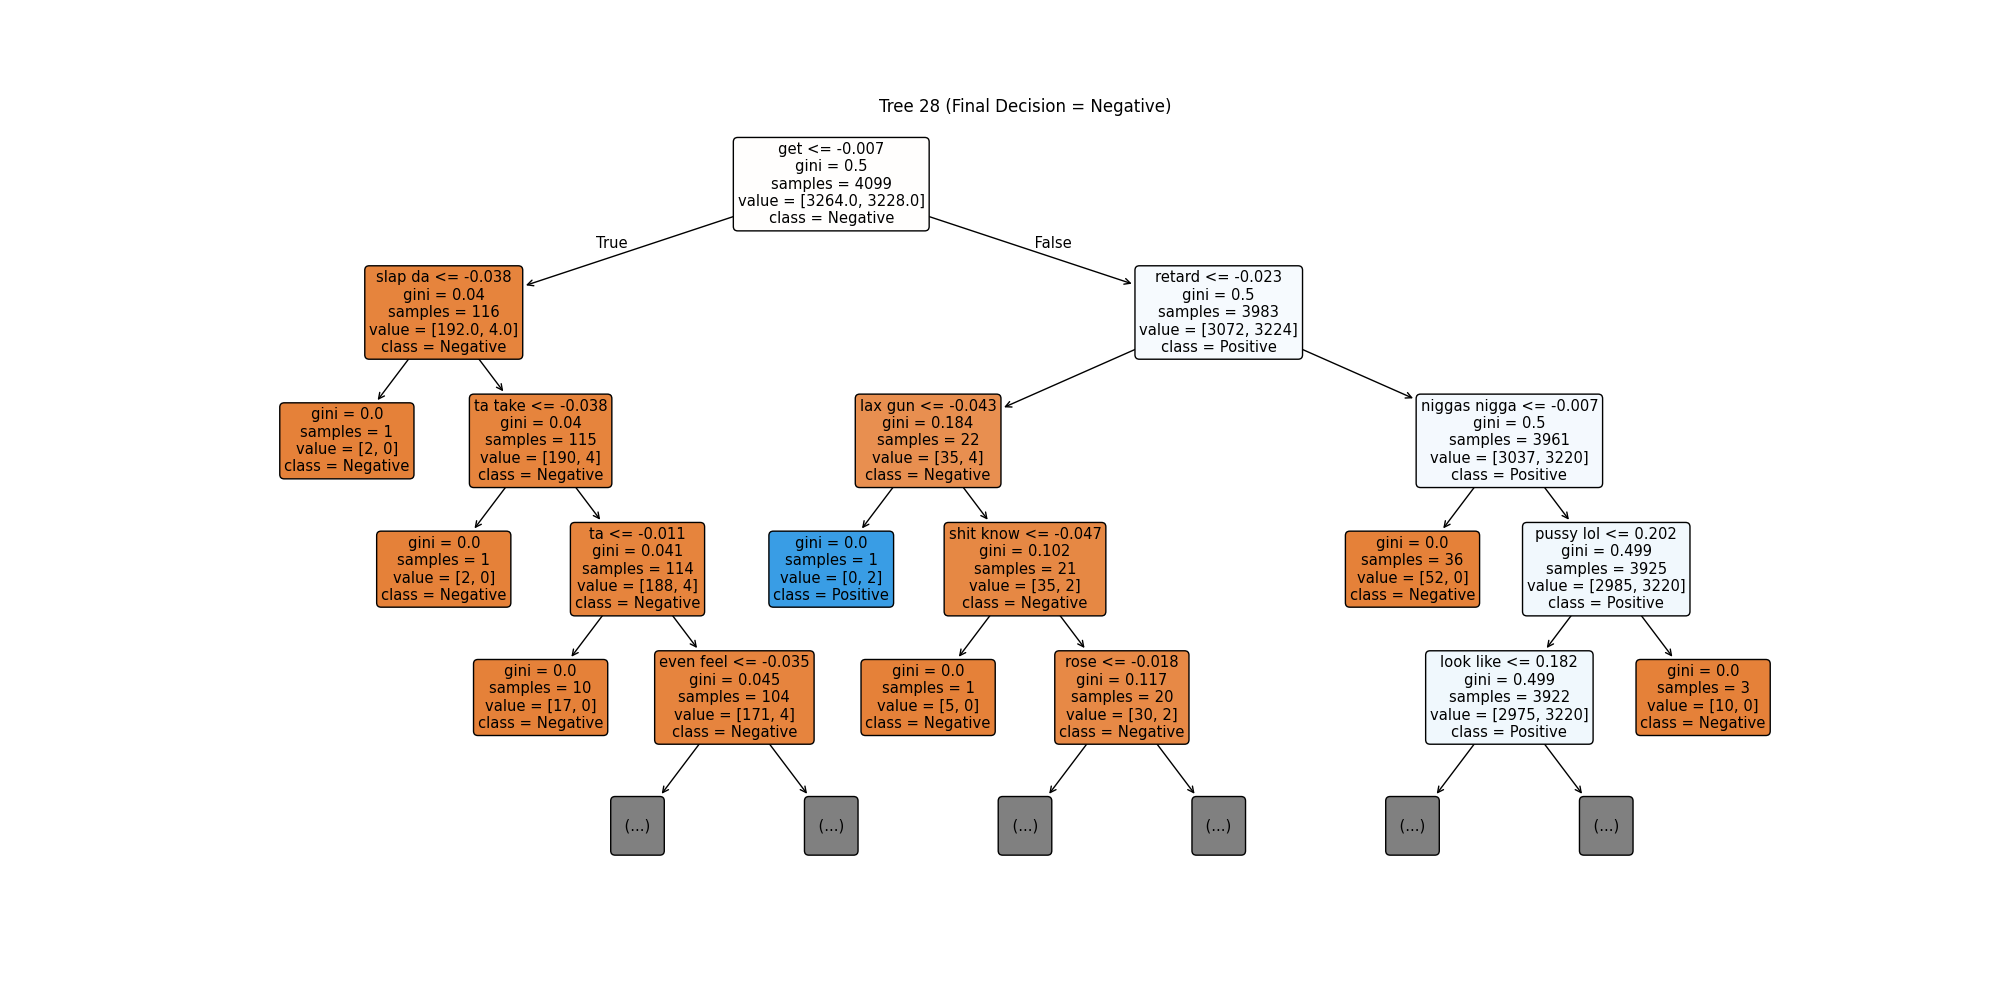 Tree 28 (Final Decision = Negative)
get <= -0.007
gini = 0.5
samples = 4099
value = [3264.0, 3228.0]
class = Negative
True
False
slap da <= -0.038
gini = 0.04
samples = 116
value = [192.0, 4.0]
class = Negative
retard <= -0.023
gini = 0.5
samples = 3983
value = [3072, 3224]
class = Positive
gini = 0.0
samples = 1
value = [2, 0]
class = Negative
ta take <= -0.038
gini = 0.04
samples = 115
value = [190, 4]
class = Negative
lax gun <= -0.043
gini = 0.184
samples = 22
value = [35, 4]
class = Negative
niggas nigga <= -0.007
gini = 0.5
samples = 3961
value = [3037, 3220]
class = Positive
gini = 0.0
samples = 1
value = [2, 0]
class = Negative
ta <= -0.011
gini = 0.041
samples = 114
value = [188, 4]
class = Negative
gini = 0.0
samples = 1
value = [0, 2]
class = Positive
shit know <= -0.047
gini = 0.102
samples = 21
value = [35, 2]
class = Negative
gini = 0.0
samples = 36
value = [52, 0]
class = Negative
pussy lol <= 0.202
gini = 0.499
samples = 3925
value = [2985, 3220]
class = Positive
gini = 0.0
samples = 10
value = [17, 0]
class = Negative
even feel <= -0.035
gini = 0.045
samples = 104
value = [171, 4]
class = Negative
gini = 0.0
samples = 1
value = [5, 0]
class = Negative
rose <= -0.018
gini = 0.117
samples = 20
value = [30, 2]
class = Negative
look like <= 0.182
gini = 0.499
samples = 3922
value = [2975, 3220]
class = Positive
gini = 0.0
samples = 3
value = [10, 0]
class = Negative
(...)
(...)
(...)
(...)
(...)
(...)